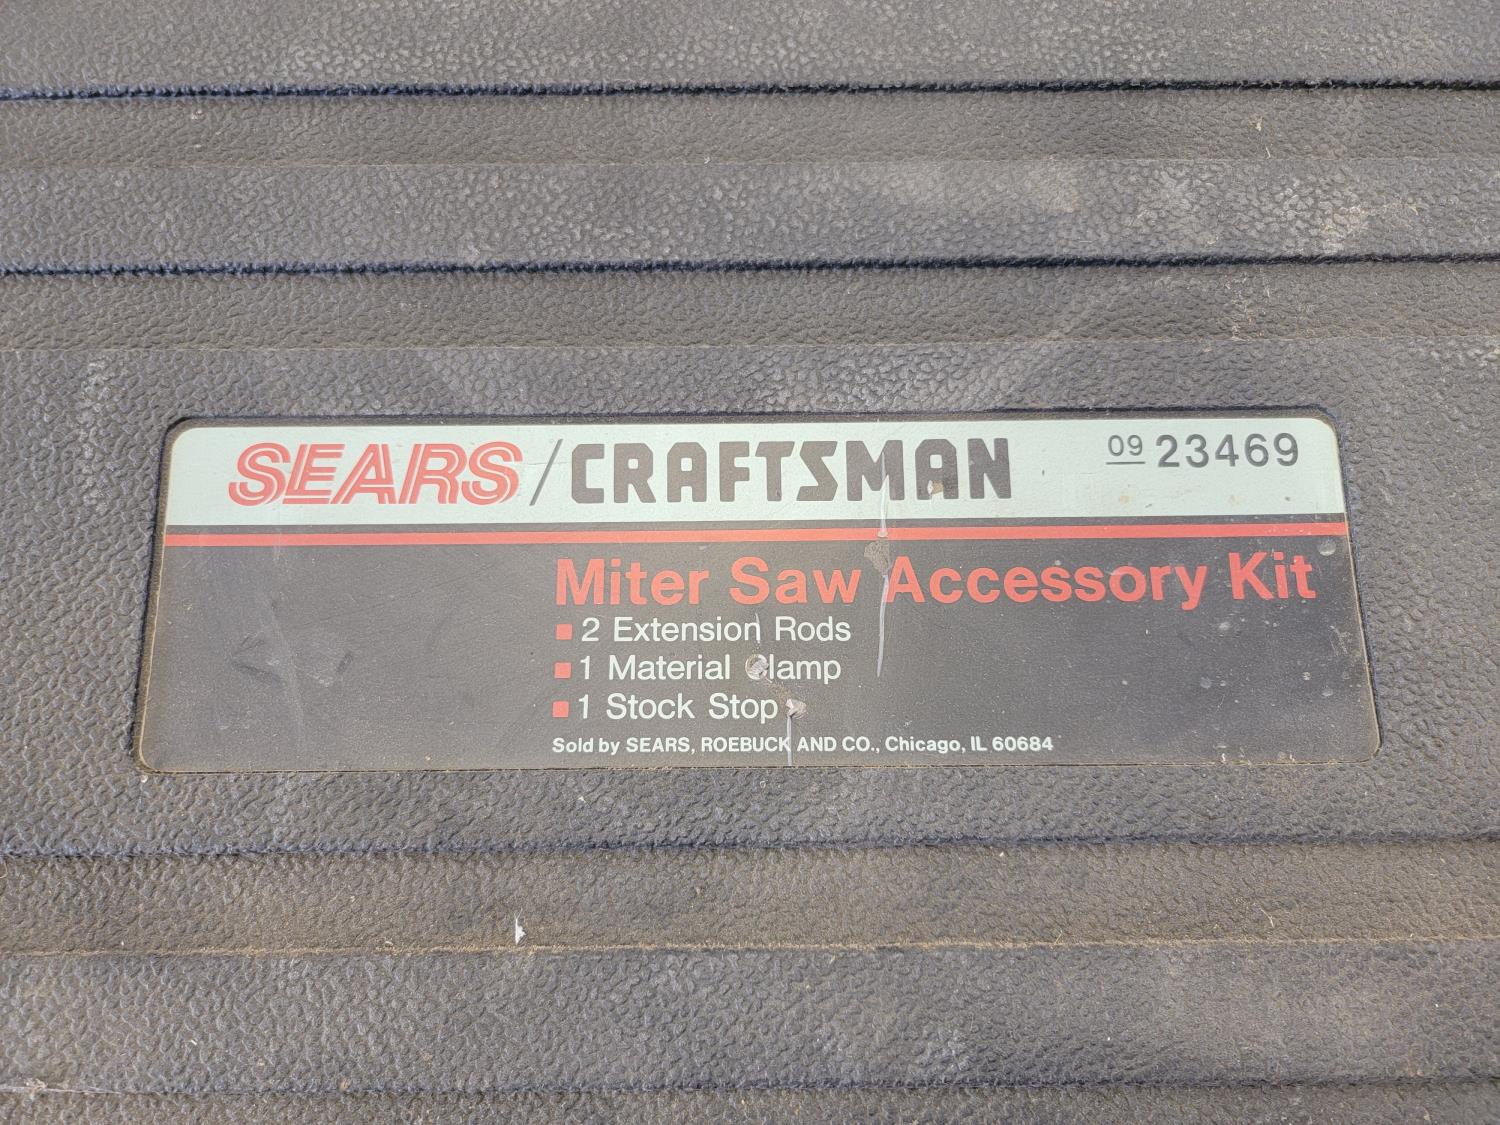 SEARS/CRAFTSMAN 09 23469
Miter Saw Accessory Kit
2 Extension Rods
1 Material Clamp
1 Stock Stop
Sold by SEARS, ROEBUCK AND CO., Chicago, IL 60684